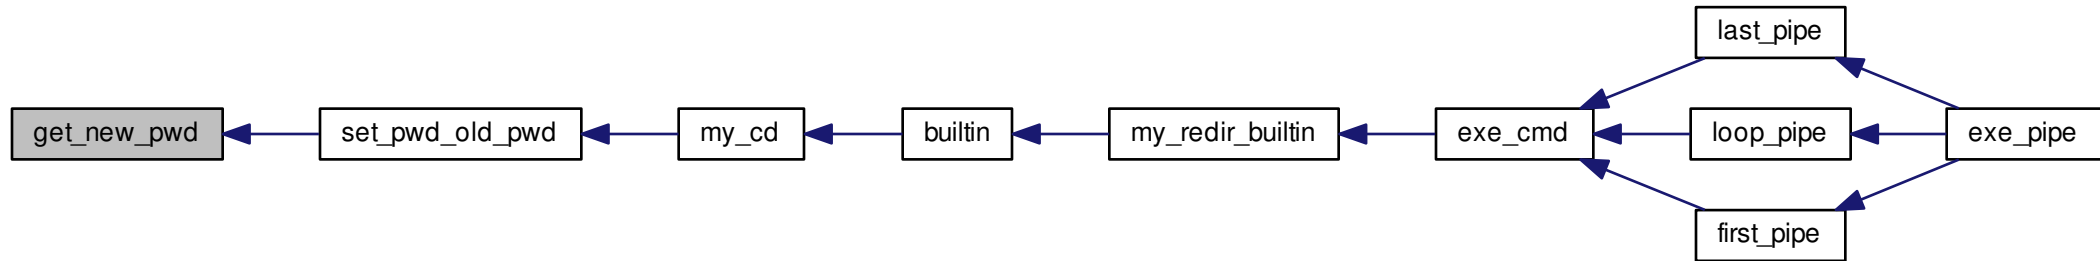 last_pipe
get_new_pwd
set_pwd_old_pwd
my_cd
builtin
my_redir_builtin
exe_cmd
loop_pipe
exe_pipe
first_pipe